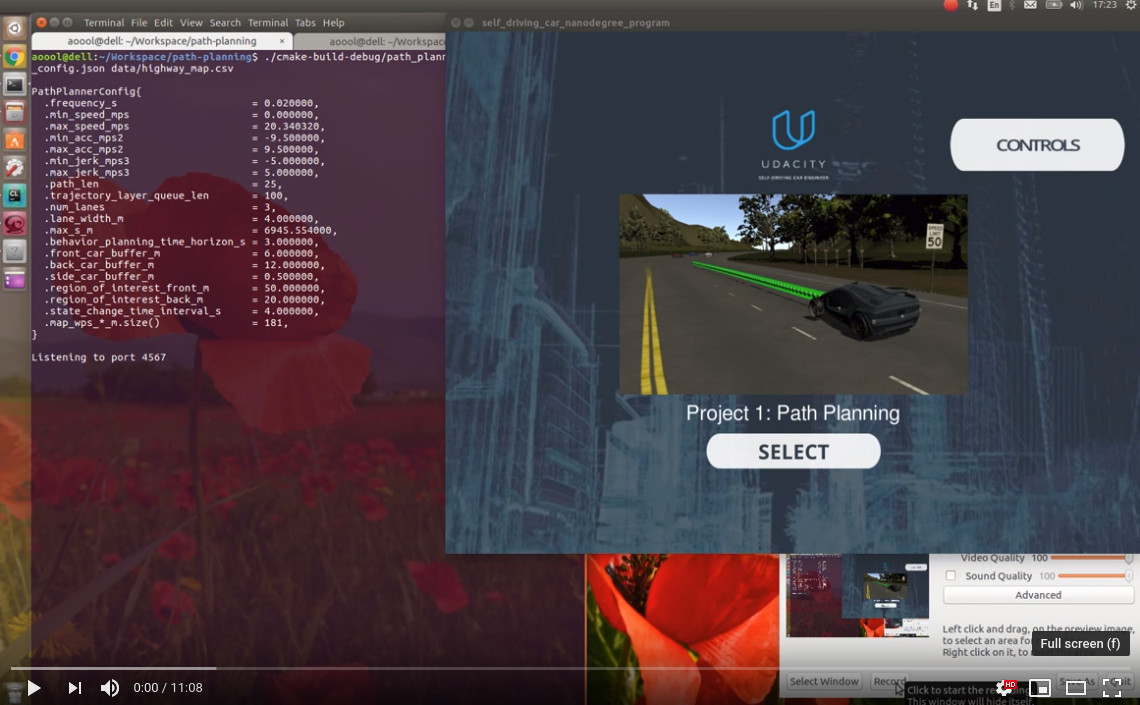 En
17:23
Terminal File Edit View Search Terminal Tabs Help
self_driving_car_nanodegree_program
aoool@dell: ~/Workspace/path-planning ×
aoool@dell: ~/Workspace
aoool@dell:~/Workspace/path-planning$ ./cmake-build-debug/path_plann
_config.json data/highway_map.csv
PathPlannerConfig{
.frequency_s = 0.020000,
.min_speed_mps = 0.000000,
.max_speed_mps = 20.340320,
.min_acc_mps2 = -9.500000,
.max_acc_mps2 = 9.500000,
.min_jerk_mps3 = -5.000000,
.max_jerk_mps3 = 5.000000,
.path_len = 25,
.trajectory_layer_queue_len = 100,
.num_lanes = 3,
.lane_width_m = 4.000000,
.max_s_m = 6945.554000,
.behavior_planning_time_horizon_s = 3.000000,
.front_car_buffer_m = 6.000000,
.back_car_buffer_m = 12.000000,
.side_car_buffer_m = 0.500000,
.region_of_interest_front_m = 50.000000,
.region_of_interest_back_m = 20.000000,
.state_change_time_interval_s = 4.000000,
.map_wps_*_m.size() = 181,
}
Listening to port 4567
UDACITY
SELF-DRIVING CAR ENGINEER
CONTROLS
SPEED
LIMIT
50
Project 1: Path Planning
SELECT
Video Quality 100
Sound Quality 100
Advanced
Left click and drag, on the preview image,
to select an area fo
Right click on it, to
Full screen (f)
Select Window
Record
Click to start the re
This window will hide itself.
0:00 / 11:08
HD